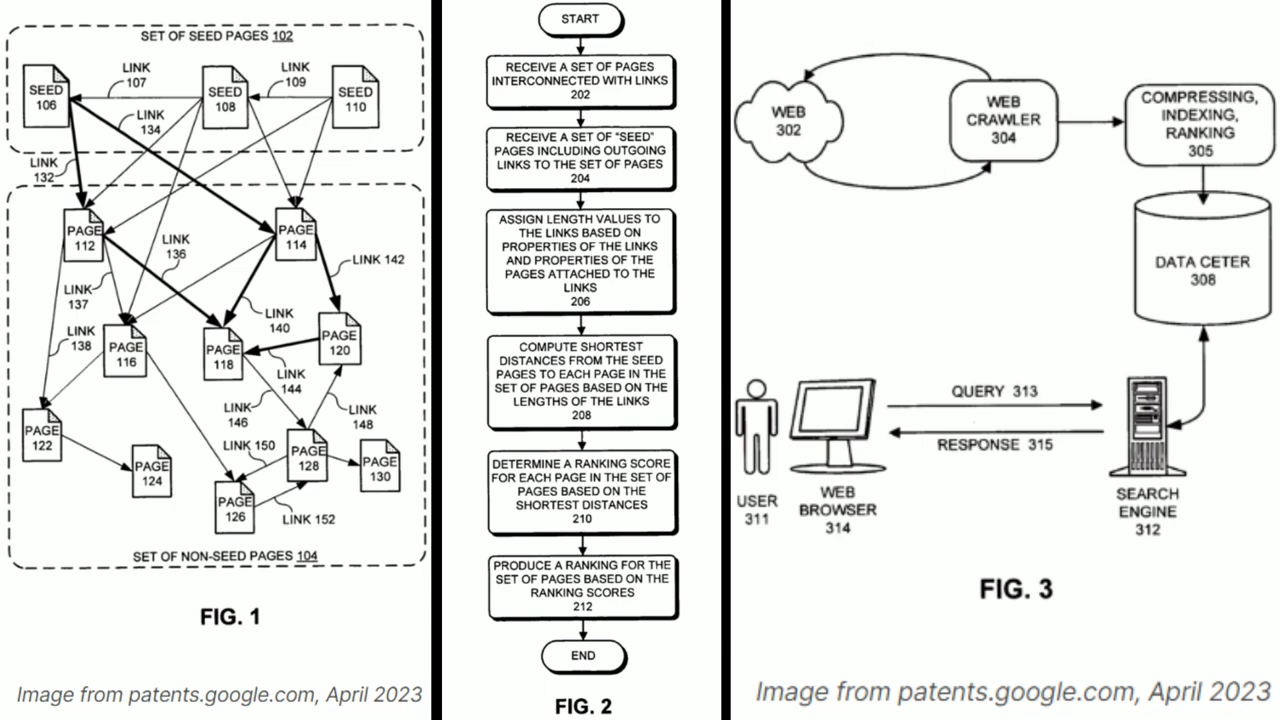 SET OF SEED PAGES 102
SEED
106
LINK
107
SEED
108
LINK
109
SEED
110
LINK
134
LINK
132
PAGE
112
LINK
136
PAGE
114
LINK 142
LINK
137
LINK
138
PAGE
116
LINK
140
PAGE
118
PAGE
120
LINK
144
LINK
146
LINK
148
PAGE
122
PAGE
124
LINK 150
PAGE
128
PAGE
130
PAGE
126
LINK 152
SET OF NON-SEED PAGES 104
FIG. 1
Image from patents.google.com, April 2023
START
RECEIVE A SET OF PAGES
INTERCONNECTED WITH LINKS
202
RECEIVE A SET OF "SEED"
PAGES INCLUDING OUTGOING
LINKS TO THE SET OF PAGES
204
ASSIGN LENGTH VALUES TO
THE LINKS BASED ON
PROPERTIES OF THE LINKS
AND PROPERTIES OF THE
PAGES ATTACHED TO THE
LINKS
206
COMPUTE SHORTEST
DISTANCES FROM THE SEED
PAGES TO EACH PAGE IN THE
SET OF PAGES BASED ON THE
LENGTHS OF THE LINKS
208
DETERMINE A RANKING SCORE
FOR EACH PAGE IN THE SET OF
PAGES BASED ON THE
SHORTEST DISTANCES
210
PRODUCE A RANKING FOR THE
SET OF PAGES BASED ON THE
RANKING SCORES
212
END
FIG. 2
WEB
302
WEB
CRAWLER
304
COMPRESSING,
INDEXING,
RANKING
305
DATA CETER
308
QUERY 313
RESPONSE 315
USER
311
WEB
BROWSER
314
SEARCH
ENGINE
312
FIG. 3
Image from patents.google.com, April 2023